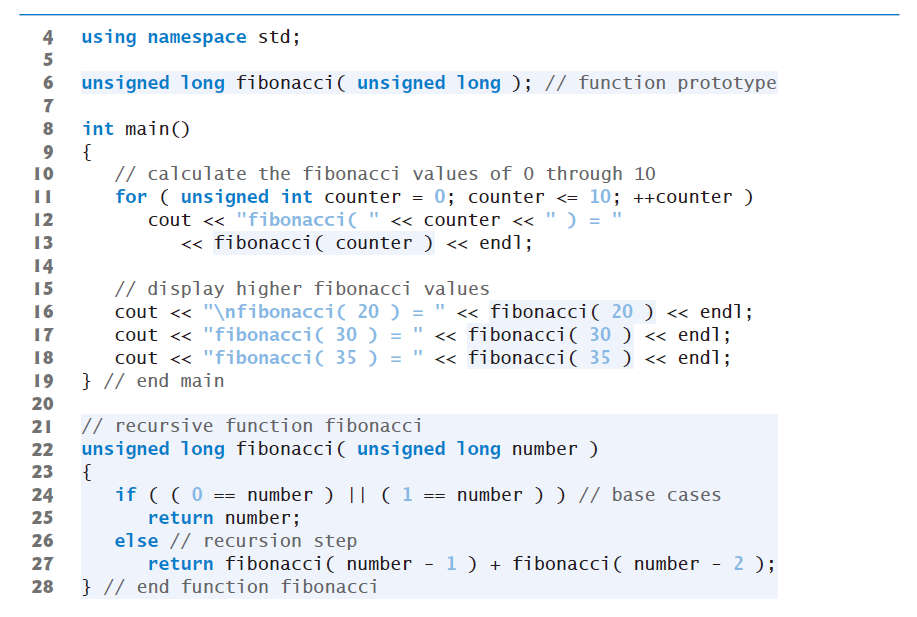 4 using namespace std;
5
6 unsigned long fibonacci( unsigned long ); // function prototype
7
8 int main()
9 {
10 // calculate the fibonacci values of 0 through 10
11 for ( unsigned int counter = 0; counter <= 10; ++counter )
12 cout << "fibonacci( " << counter << " ) = "
13 << fibonacci( counter ) << endl;
14
15 // display higher fibonacci values
16 cout << "\nfibonacci( 20 ) = " << fibonacci( 20 ) << endl;
17 cout << "fibonacci( 30 ) = " << fibonacci( 30 ) << endl;
18 cout << "fibonacci( 35 ) = " << fibonacci( 35 ) << endl;
19 } // end main
20
21 // recursive function fibonacci
22 unsigned long fibonacci( unsigned long number )
23 {
24 if ( ( 0 == number ) || ( 1 == number ) ) // base cases
25 return number;
26 else // recursion step
27 return fibonacci( number - 1 ) + fibonacci( number - 2 );
28 } // end function fibonacci